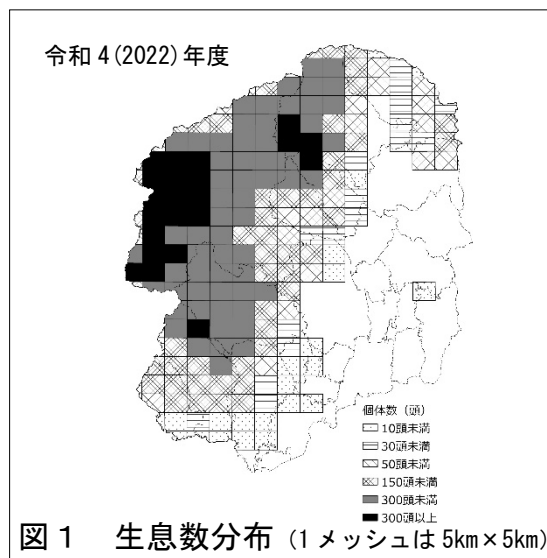 令和4(2022)年度
個体数（頭）
10頭未満
30頭未満
50頭未満
150頭未満
300頭未満
300頭以上
図1 生息数分布 (1メッシュは5km×5km)